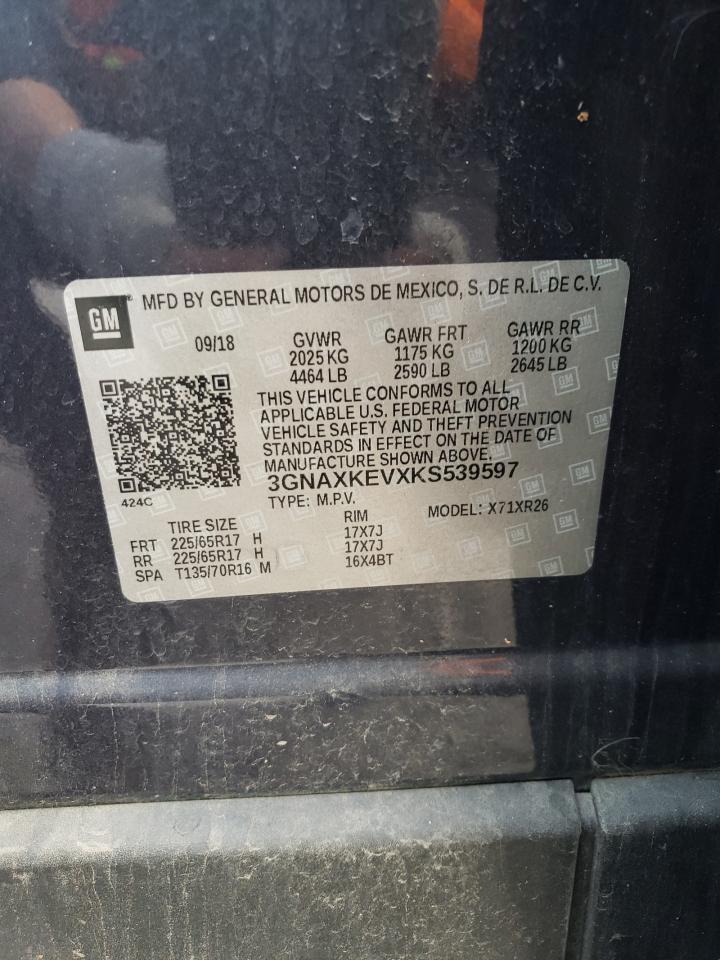 GM
MFD BY GENERAL MOTORS DE MEXICO, S. DE R.L. DE C.V.
09/18 GVWR GAWR FRT GAWR RR
2025 KG 1175 KG 1200 KG
4464 LB 2590 LB 2645 LB
THIS VEHICLE CONFORMS TO ALL
APPLICABLE U.S. FEDERAL MOTOR
VEHICLE SAFETY AND THEFT PREVENTION
STANDARDS IN EFFECT ON THE DATE OF
MANUFACTURE SHOWN ABOVE.
3GNAXKEVXKS539597
424C
TYPE: M.P.V. MODEL: X71XR26
TIRE SIZE RIM
FRT 225/65R17 H 17X7J
RR 225/65R17 H 17X7J
SPA T135/70R16 M 16X4BT